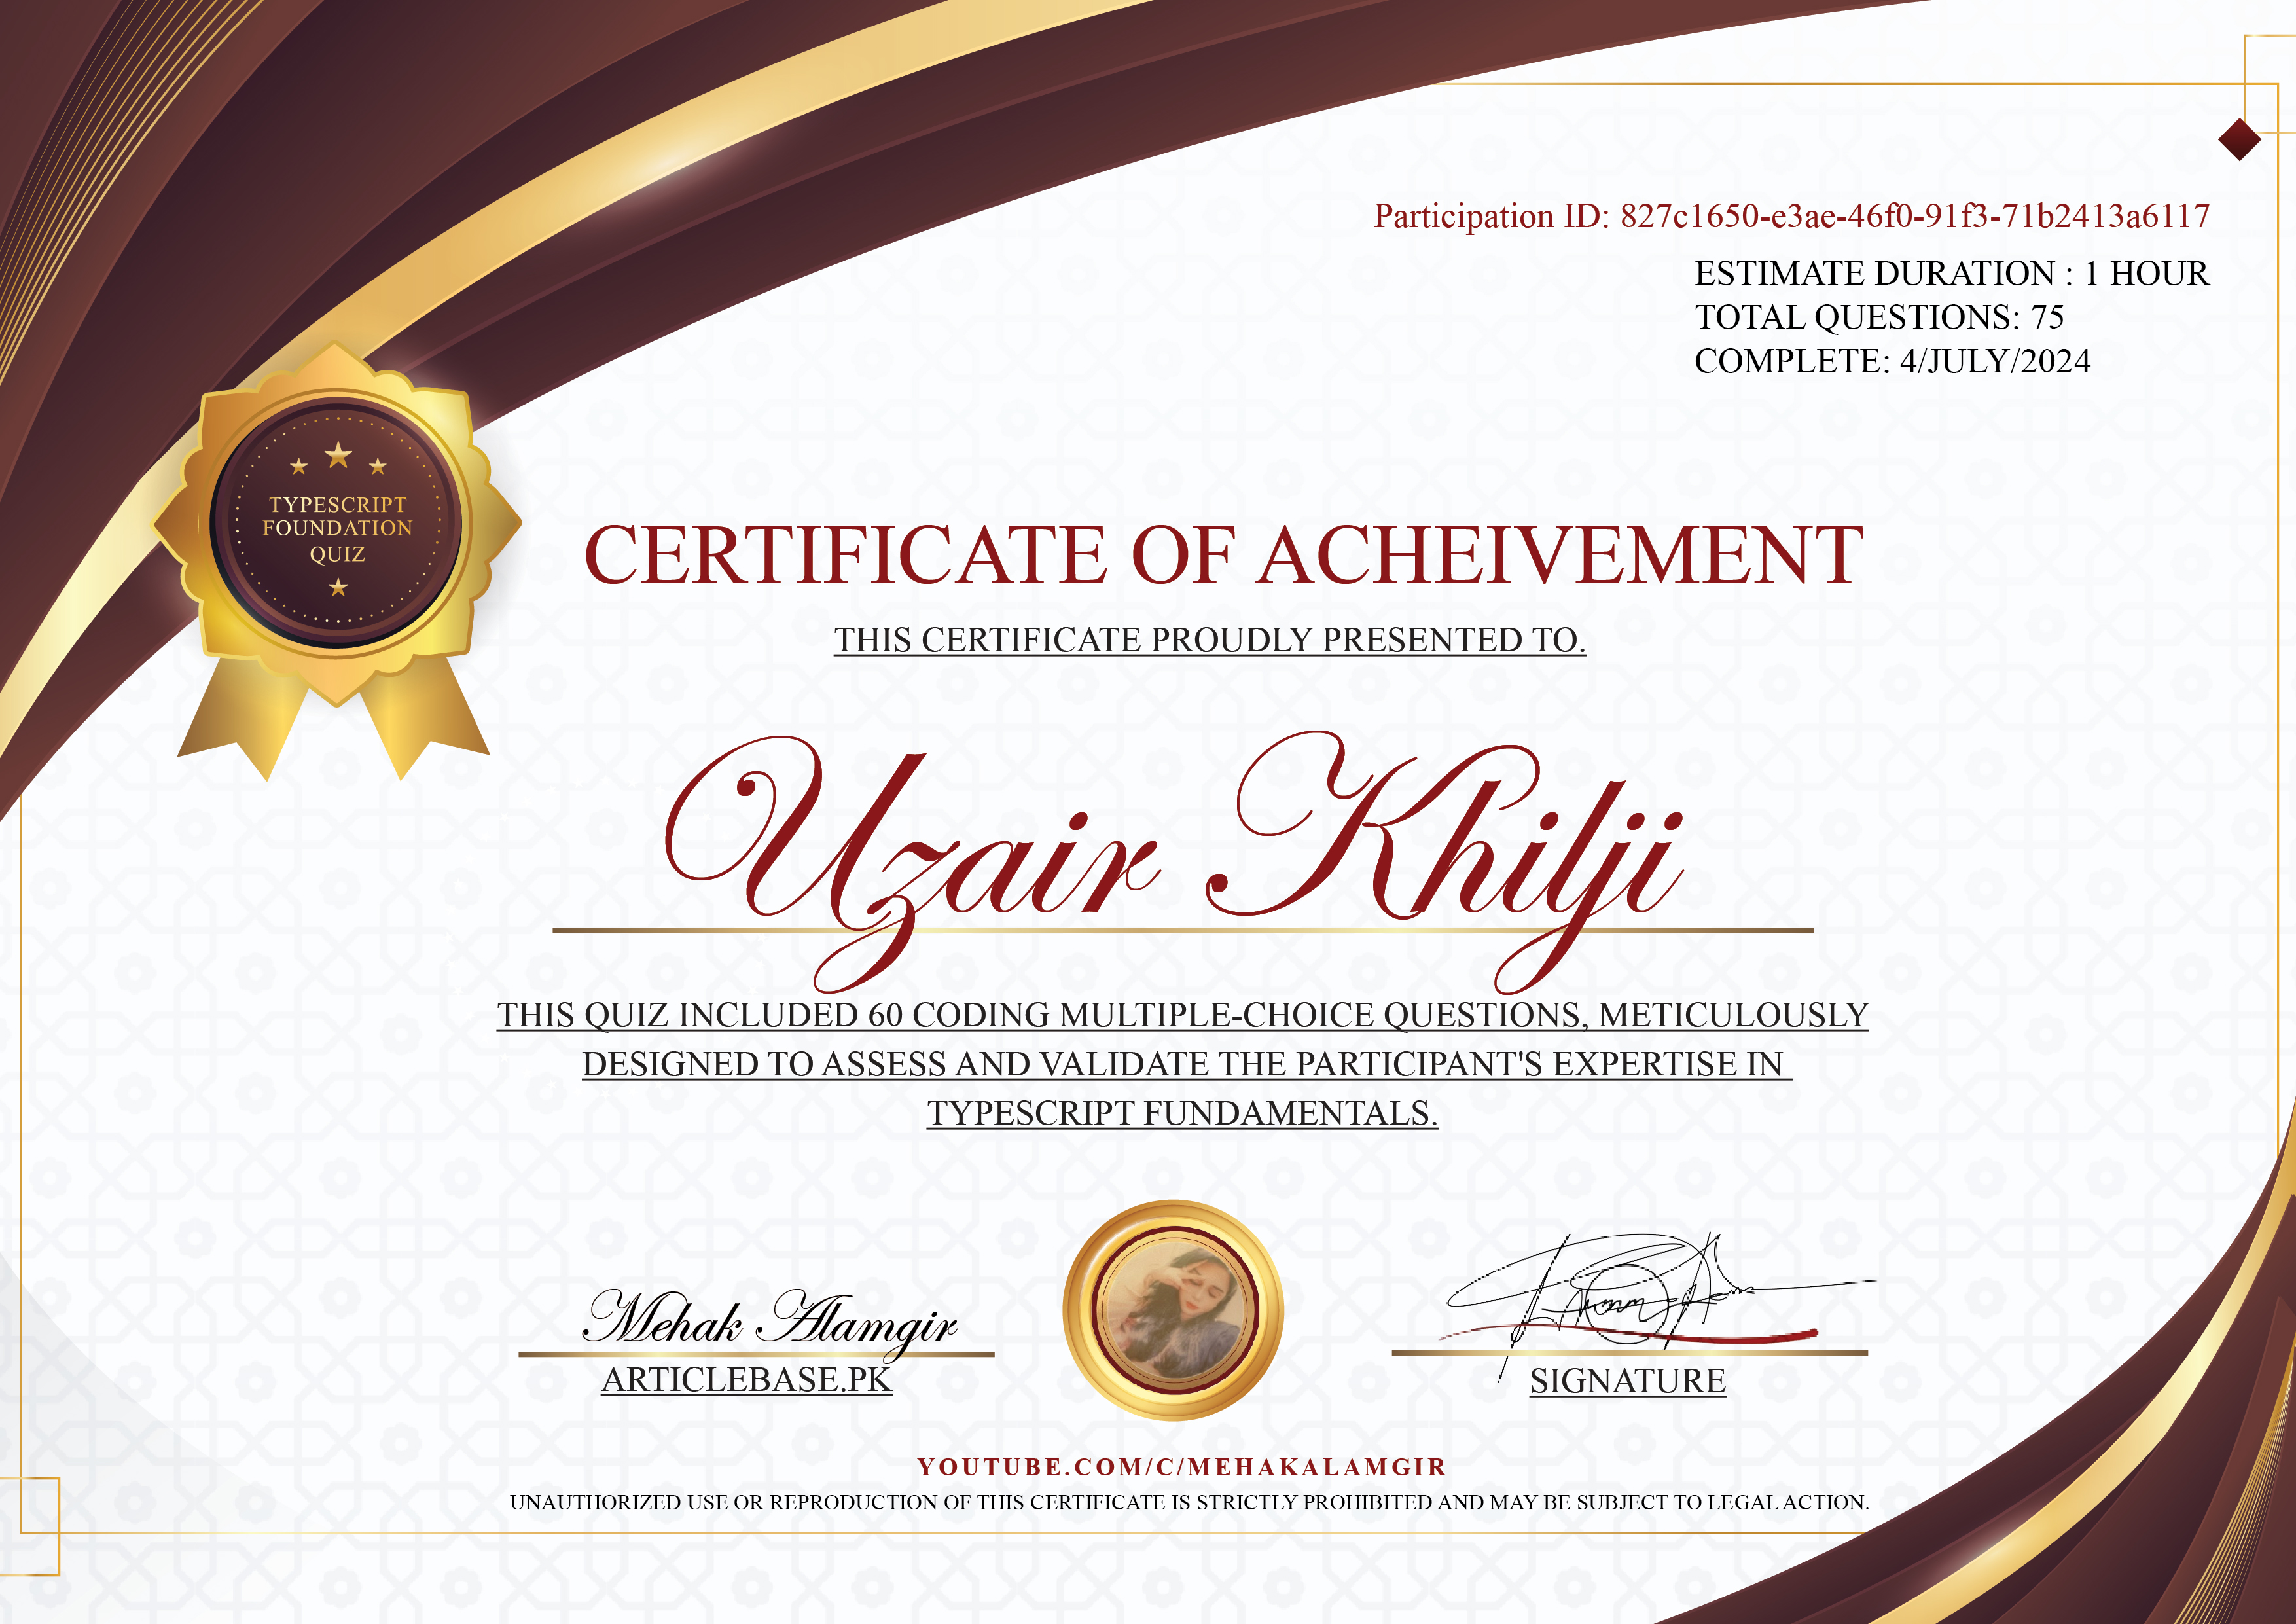 Participation ID: 827c1650-e3ae-46f0-91f3-71b2413a6117
ESTIMATE DURATION : 1 HOUR
TOTAL QUESTIONS: 75
COMPLETE: 4/JULY/2024
TYPESCRIPT
FOUNDATION
QUIZ
CERTIFICATE OF ACHEIVEMENT
THIS CERTIFICATE PROUDLY PRESENTED TO.
Uzair Khilji
THIS QUIZ INCLUDED 60 CODING MULTIPLE-CHOICE QUESTIONS, METICULOUSLY
DESIGNED TO ASSESS AND VALIDATE THE PARTICIPANT'S EXPERTISE IN
TYPESCRIPT FUNDAMENTALS.
Mehak Alamgir
ARTICLEBASE.PK
SIGNATURE
YOUTUBE.COM/C/MEHAKALAMGIR
UNAUTHORIZED USE OR REPRODUCTION OF THIS CERTIFICATE IS STRICTLY PROHIBITED AND MAY BE SUBJECT TO LEGAL ACTION.